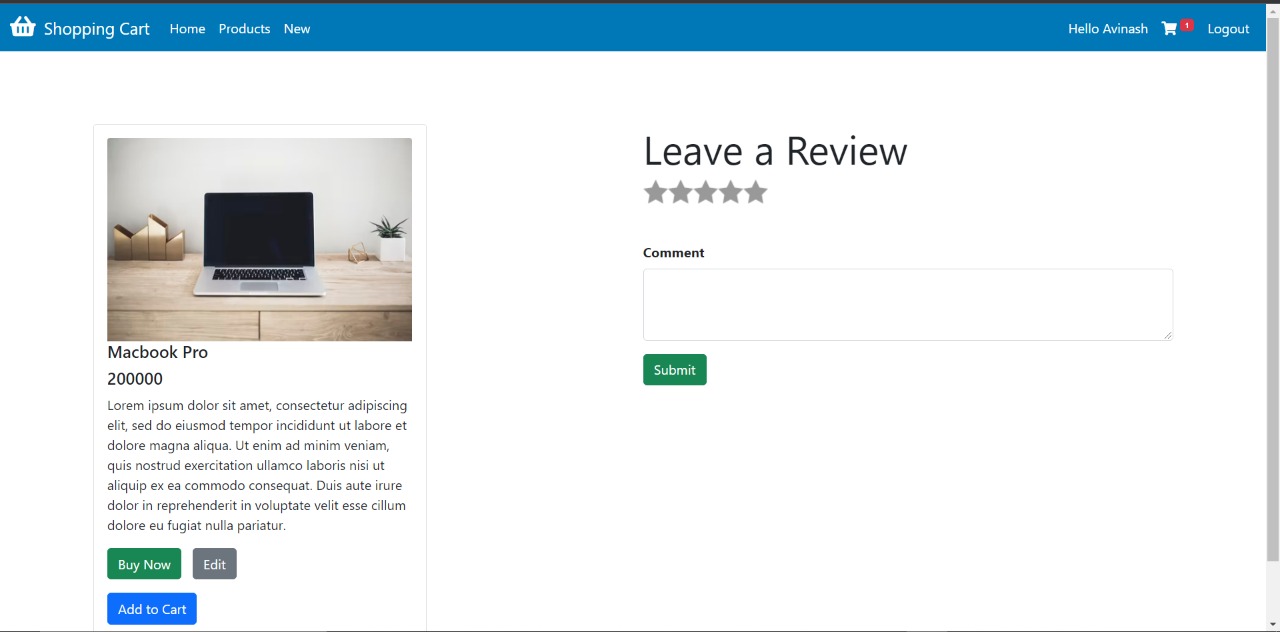 Shopping Cart Home Products New Hello Avinash 1 Logout
Macbook Pro
200000
Lorem ipsum dolor sit amet, consectetur adipiscing
elit, sed do eiusmod tempor incididunt ut labore et
dolore magna aliqua. Ut enim ad minim veniam,
quis nostrud exercitation ullamco laboris nisi ut
aliquip ex ea commodo consequat. Duis aute irure
dolor in reprehenderit in voluptate velit esse cillum
dolore eu fugiat nulla pariatur.
Buy Now Edit
Add to Cart
Leave a Review
Comment
Submit